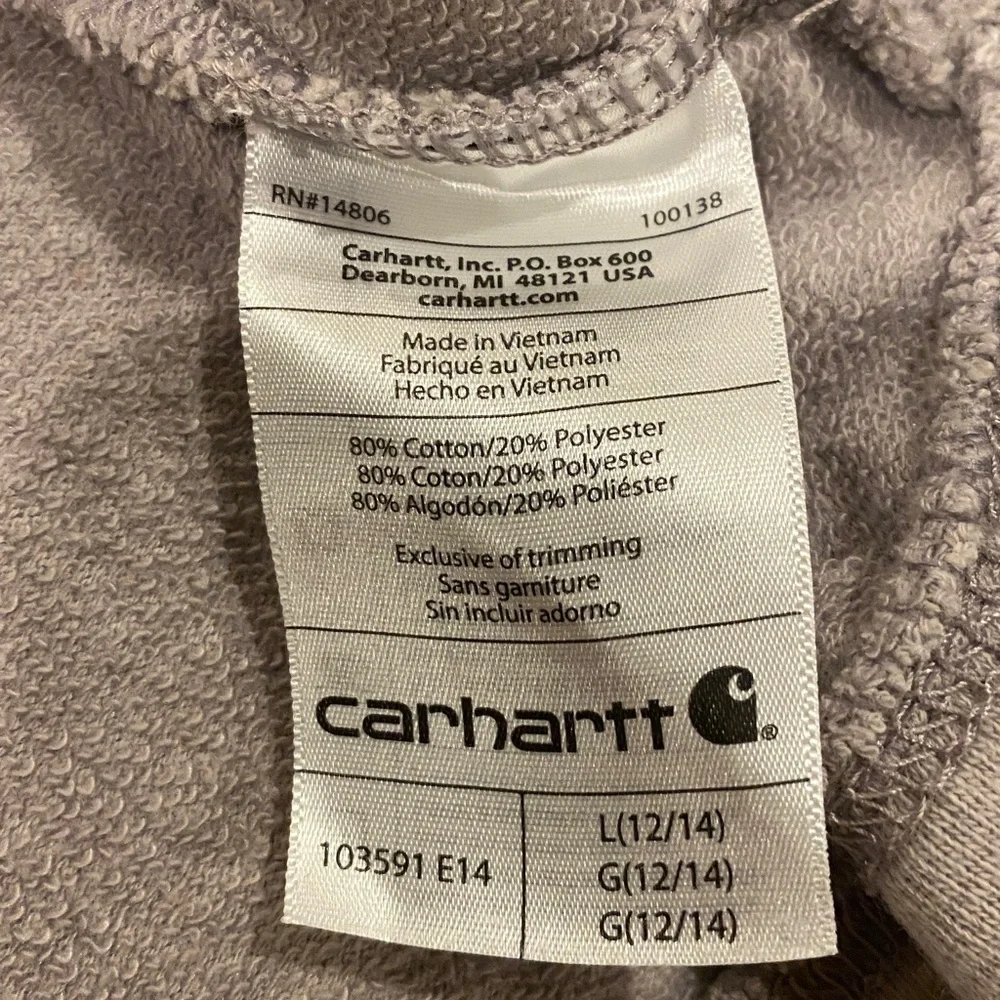 RN#14806 100138
Carhartt, Inc. P.O. Box 600
Dearborn, MI 48121 USA
carhartt.com
Made in Vietnam
Fabriqué au Vietnam
Hecho en Vietnam
80% Cotton/20% Polyester
80% Coton/20% Polyester
80% Algodón/20% Poliéster
Exclusive of trimming
Sans garniture
Sin incluir adorno
carhartt ®
103591 E14
L(12/14)
G(12/14)
G(12/14)